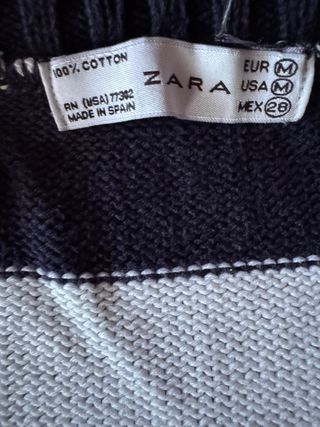 100% COTTON
RN (USA) 77302
MADE IN SPAIN
ZARA
EUR M
USA M
MEX 28